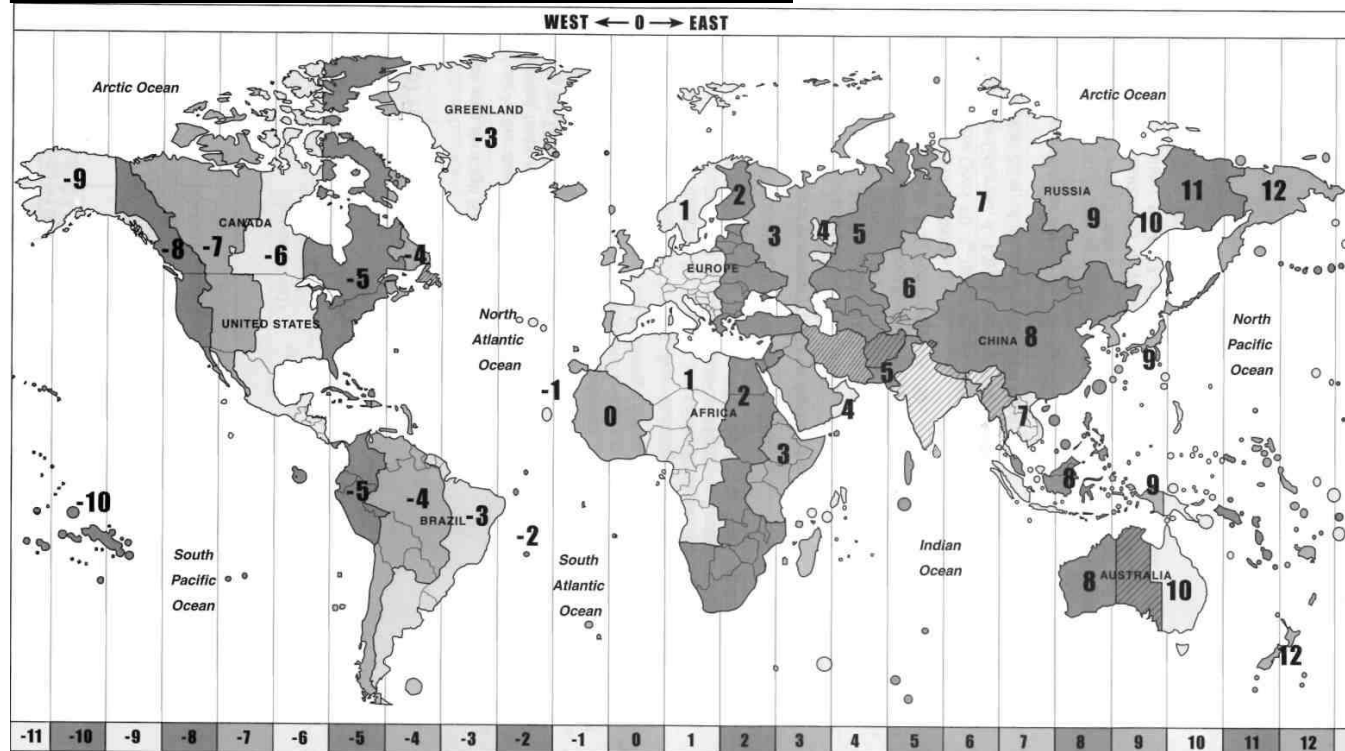 WEST ← 0 → EAST
Arctic Ocean
Arctic Ocean
GREENLAND
-3
-9
CANADA
-8
-7
-6
-5
-4
UNITED STATES
1
2
3
4
5
7
RUSSIA
9
10
11
12
EUROPE
6
CHINA
8
9
North
Atlantic
Ocean
North
Pacific
Ocean
-1
0
1
AFRICA
2
3
4
5
7
8
9
-10
-5
-4
BRAZIL
-3
-2
South
Pacific
Ocean
South
Atlantic
Ocean
Indian
Ocean
8
AUSTRALIA
10
12
-11 -10 -9 -8 -7 -6 -5 -4 -3 -2 -1 0 1 2 3 4 5 6 7 8 9 10 11 12